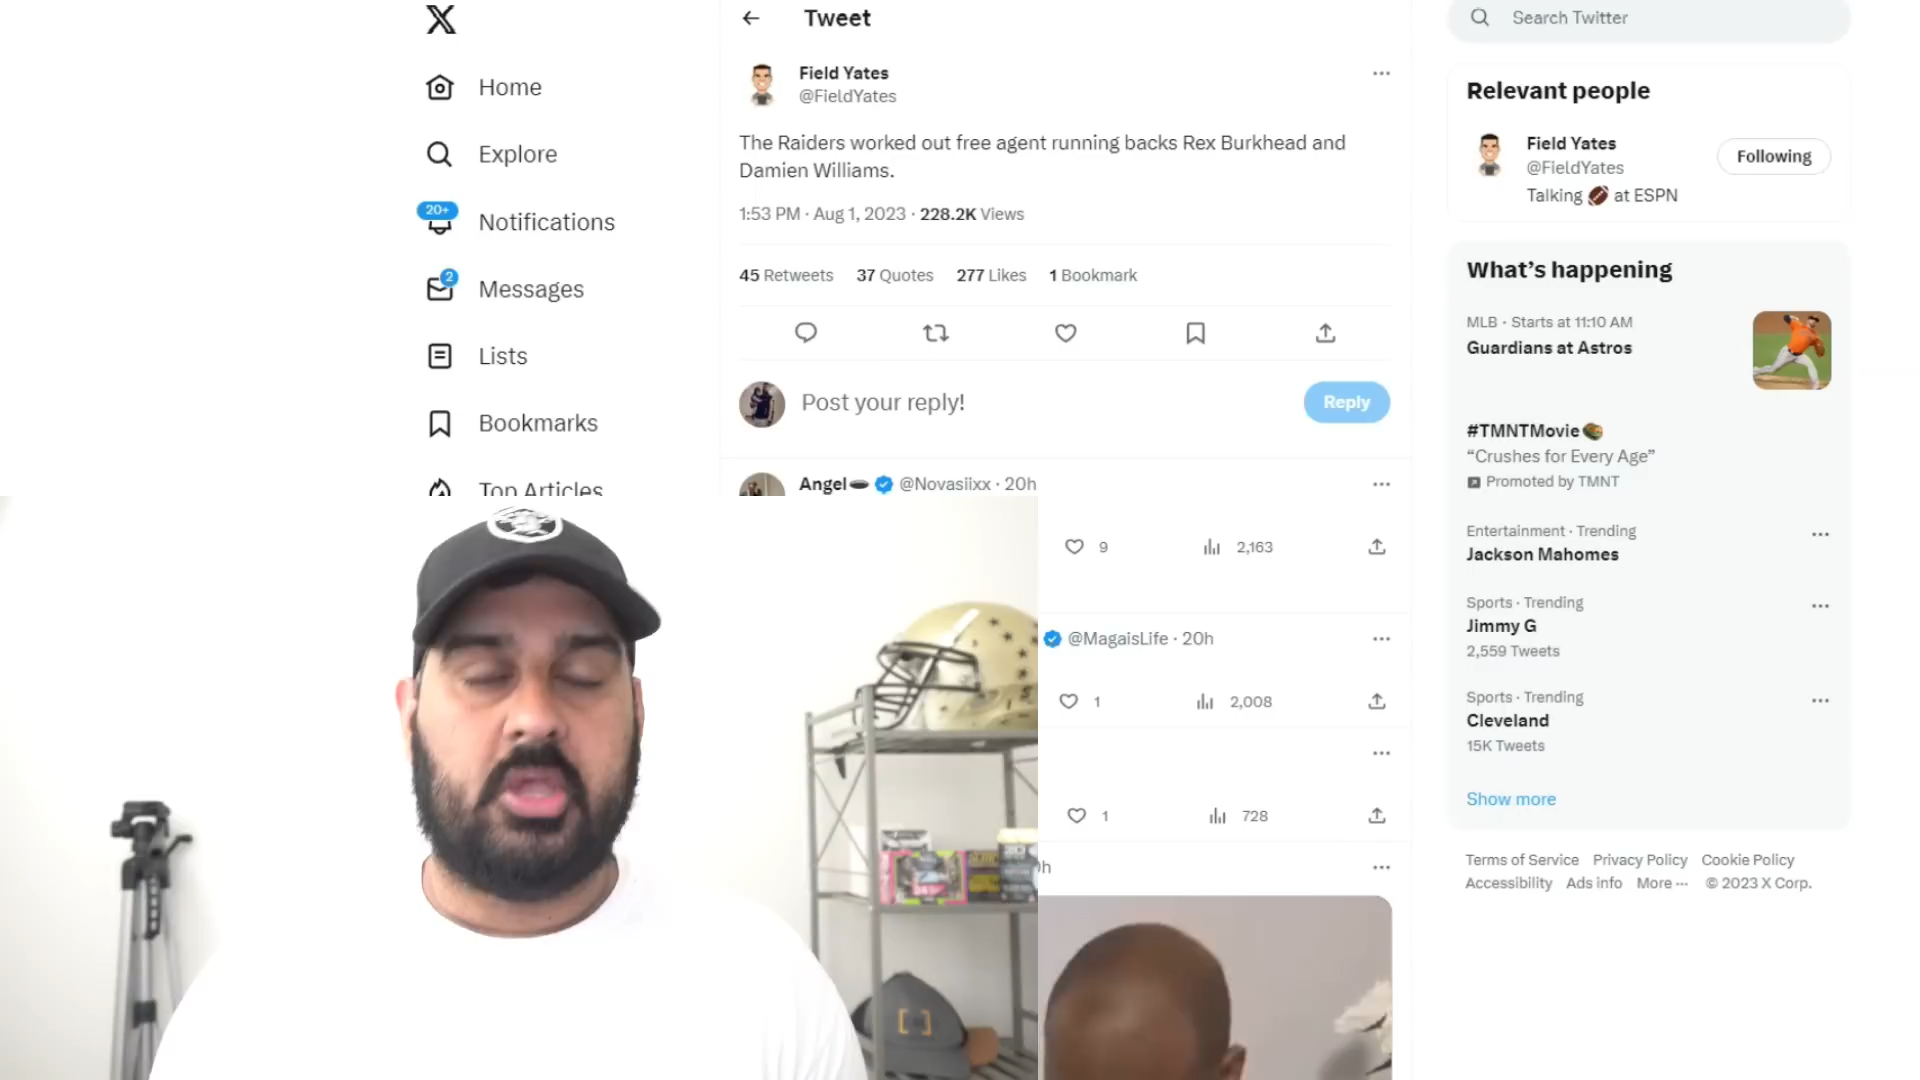 Home
Explore
20+
Notifications
2
Messages
Lists
Bookmarks
Top Articles
Tweet
Field Yates
@FieldYates
The Raiders worked out free agent running backs Rex Burkhead and
Damien Williams.
1:53 PM · Aug 1, 2023 · 228.2K Views
45 Retweets 37 Quotes 277 Likes 1 Bookmark
Post your reply!
Reply
Angel @Novasiixx · 20h
9 2,163
@MagaisLife · 20h
1 2,008
1 728
Search Twitter
Relevant people
Field Yates
@FieldYates
Following
Talking 🏈 at ESPN
What's happening
MLB · Starts at 11:10 AM
Guardians at Astros
#TMNTMovie
“Crushes for Every Age”
Promoted by TMNT
Entertainment · Trending
Jackson Mahomes
Sports · Trending
Jimmy G
2,559 Tweets
Sports · Trending
Cleveland
15K Tweets
Show more
Terms of Service Privacy Policy Cookie Policy
Accessibility Ads info More ··· © 2023 X Corp.